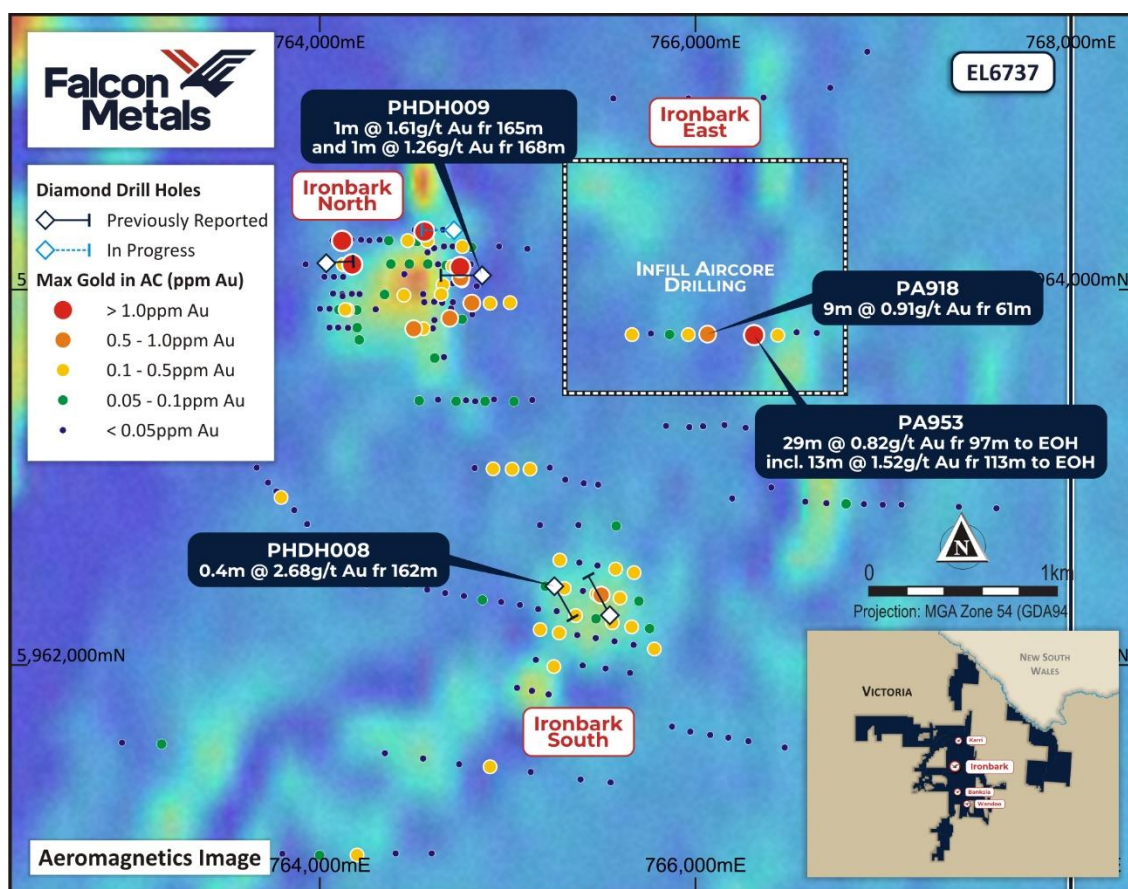 Falcon
Metals
764,000mE
766,000mE
768,000mE
EL6737
PHDH009
1m @ 1.61g/t Au fr 165m
and 1m @ 1.26g/t Au fr 168m
Ironbark
East
Diamond Drill Holes
Previously Reported
In Progress
Max Gold in AC (ppm Au)
> 1.0ppm Au
0.5 - 1.0ppm Au
0.1 - 0.5ppm Au
0.05 - 0.1ppm Au
< 0.05ppm Au
Ironbark
North
INFILL AIRCORE
DRILLING
5
964,000mN
PA918
9m @ 0.91g/t Au fr 61m
PA953
29m @ 0.82g/t Au fr 97m to EOH
incl. 13m @ 1.52g/t Au fr 113m to EOH
PHDH008
0.4m @ 2.68g/t Au fr 162m
N
0 1km
Projection: MGA Zone 54 (GDA94
5,962,000mN
Ironbark
South
NEW SOUTH
WALES
VICTORIA
Karri
Ironbark
Banksia
Wandoo
Aeromagnetics Image
764,000mE
766,000mE